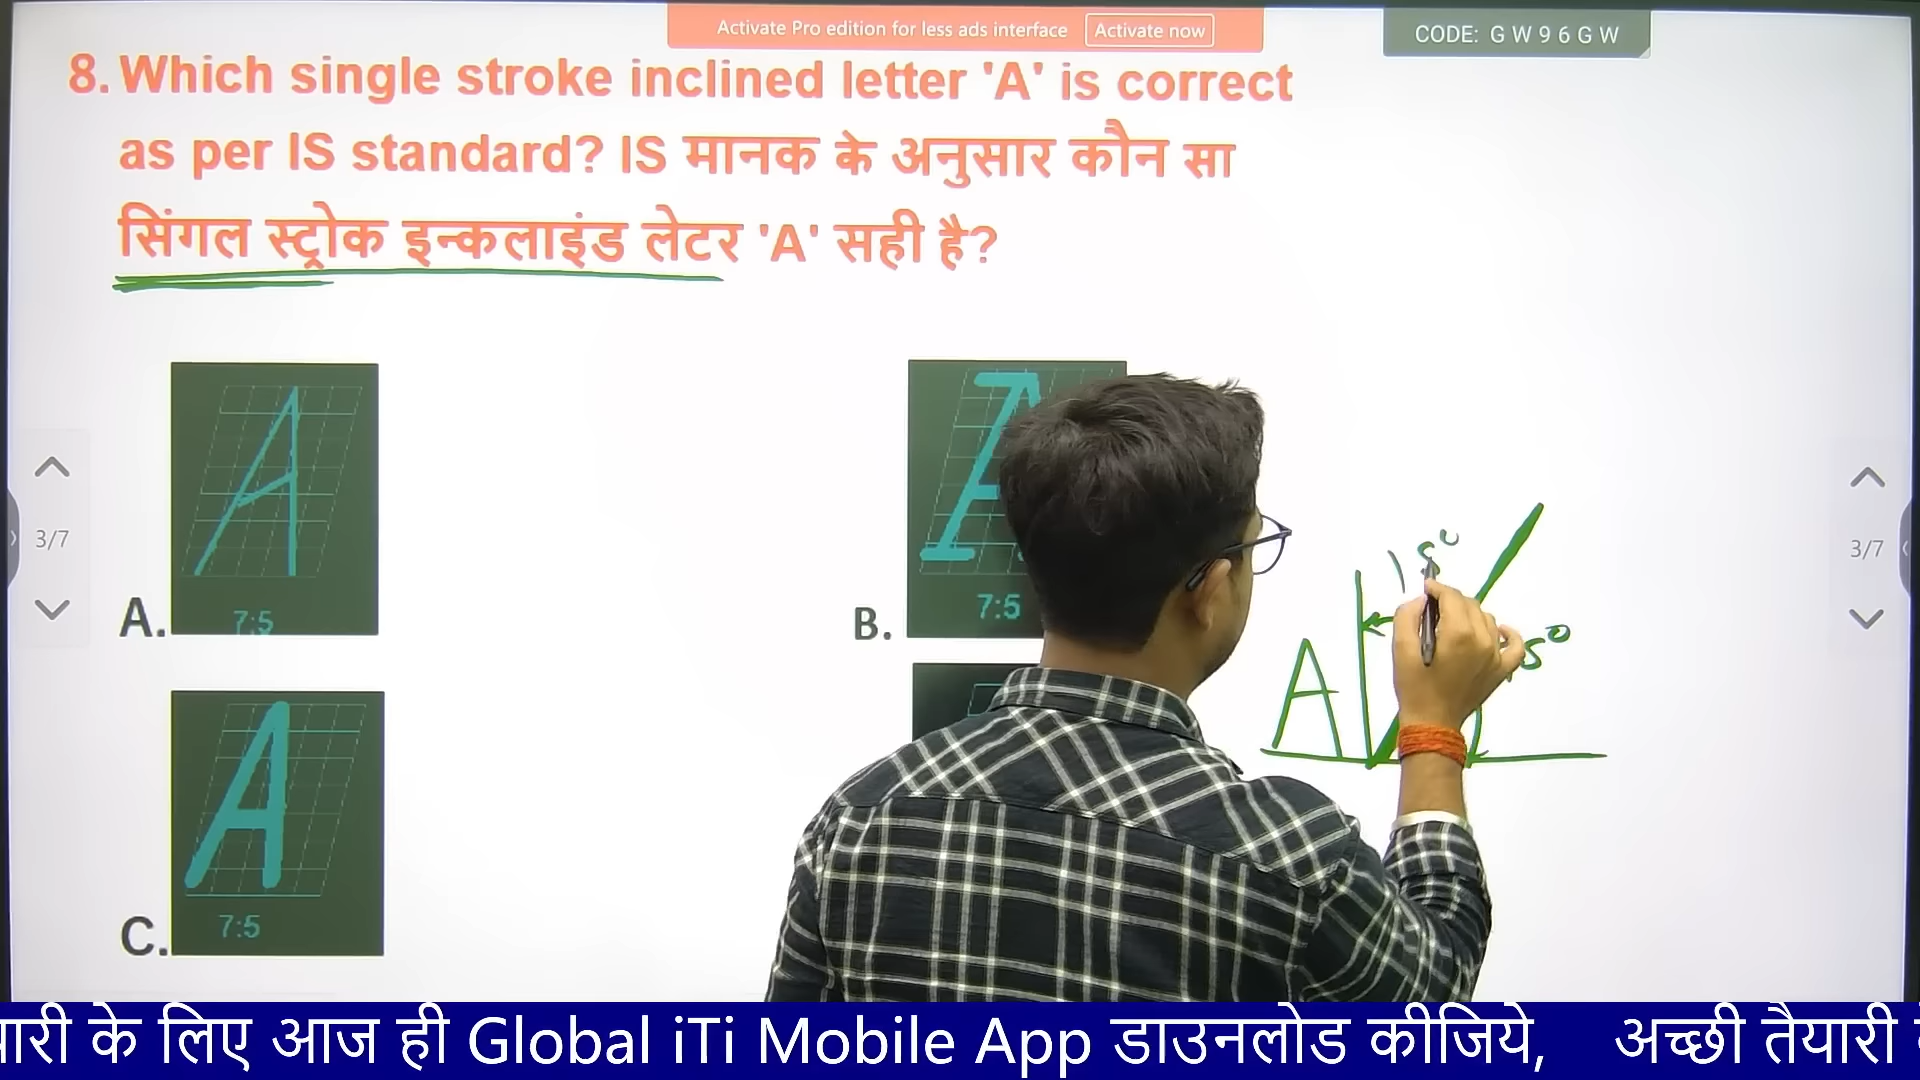 Activate Pro edition for less ads interface Activate now
CODE: GW96GW
8. Which single stroke inclined letter 'A' is correct
as per IS standard? IS मानक के अनुसार कौन सा
सिंगल स्ट्रोक इन्कलाइंड लेटर 'A' सही है?
A
7:5
A.
7:5
B.
A
7:5
C.
15°
5°
A
3/7
3/7
के लिए आज ही Global iTi Mobile App डाउनलोड कीजिये, अच्छी तैयारी